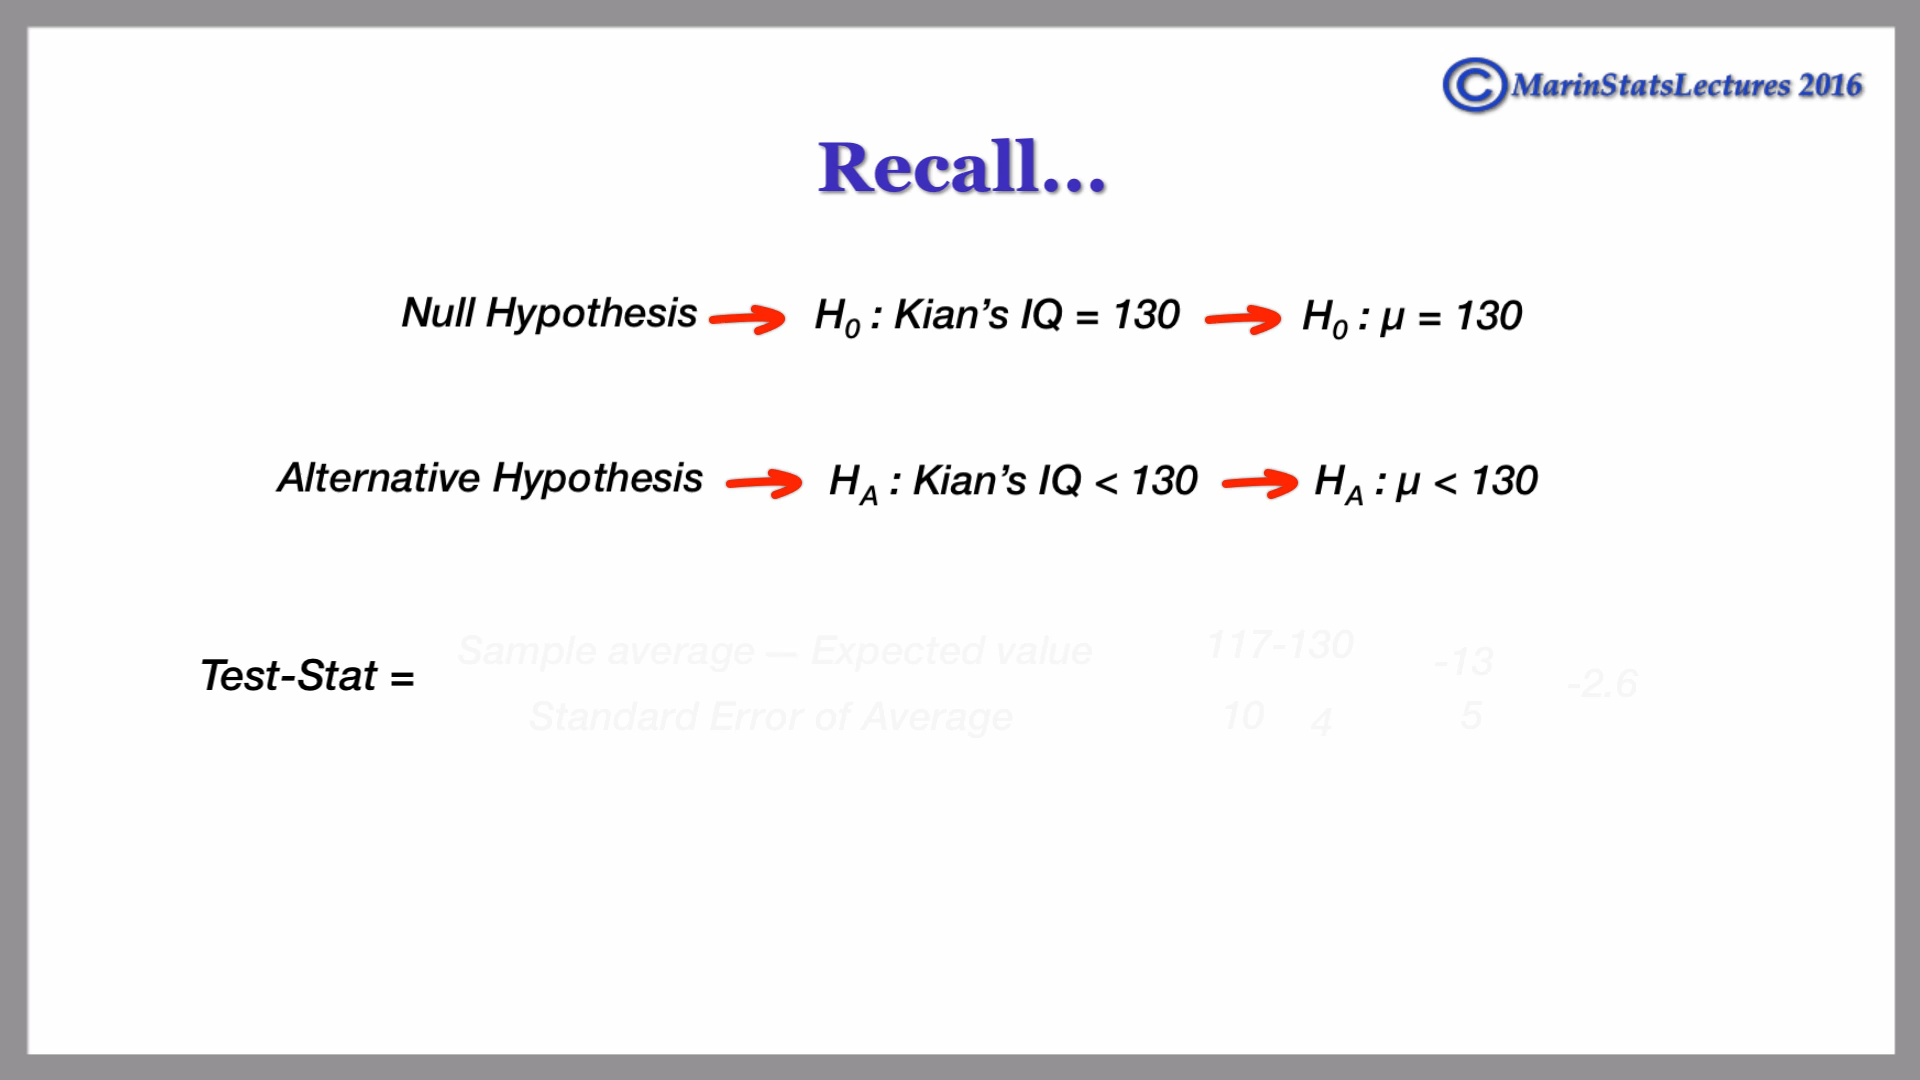 ©MarinStatsLectures 2016
Recall...
Null Hypothesis H0 : Kian’s IQ = 130 H0 : μ = 130
Alternative Hypothesis HA : Kian’s IQ < 130 HA : μ < 130
Sample average — Expected value 117-130 -13
Test-Stat = -2.6
Standard Error of Average 10 4 5